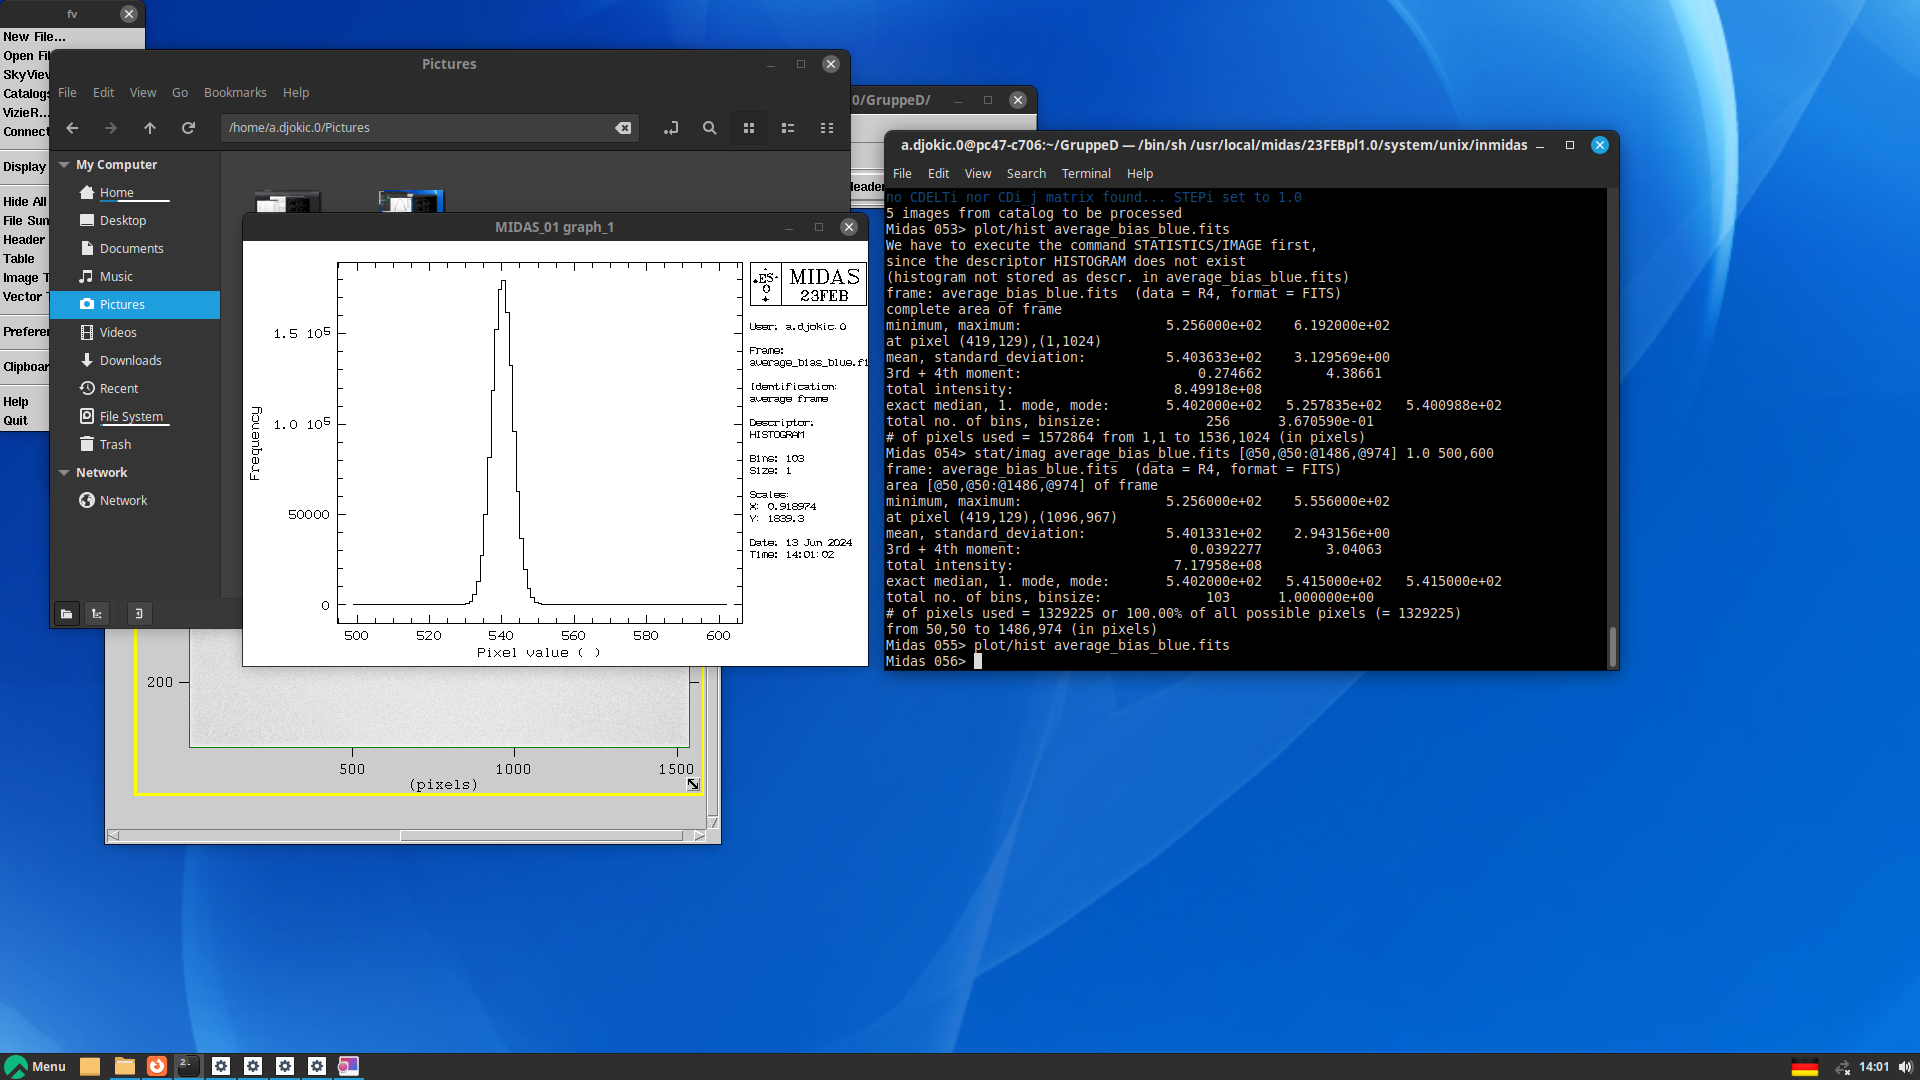 fv
New File...
Open Fil
SkyView
Catalogs
VizieR...
Connect
Display
Hide All
File Sun
Header
Table
Image T
Vector T
Preferen
Clipboar
Help
Quit
Pictures
File Edit View Go Bookmarks Help
/home/a.djokic.0/Pictures
My Computer
Home
Desktop
Documents
Music
Pictures
Videos
Downloads
Recent
File System
Trash
Network
Network
.0/GruppeD/
Header
MIDAS_01 graph_1
Frequency
1.5 10⁵
1.0 10⁵
50000
0
500 520 540 560 580 600
Pixel value ( )
ES
O
MIDAS
23FEB
User: a.djokic.0
Frame:
average_bias_blue.fi
Identification:
average frame
Descriptor:
HISTOGRAM
Bins: 103
Size: 1
Scales:
X: 0.918974
Y: 1839.3
Date: 13 Jun 2024
Time: 14:01:02
200
500 1000 1500
(pixels)
a.djokic.0@pc47-c706:~/GruppeD — /bin/sh /usr/local/midas/23FEBpl1.0/system/unix/inmidas
File Edit View Search Terminal Help
no CDELTi nor CDi_j matrix found... STEPi set to 1.0
5 images from catalog to be processed
Midas 053> plot/hist average_bias_blue.fits
We have to execute the command STATISTICS/IMAGE first,
since the descriptor HISTOGRAM does not exist
(histogram not stored as descr. in average_bias_blue.fits)
frame: average_bias_blue.fits (data = R4, format = FITS)
complete area of frame
minimum, maximum: 5.256000e+02 6.192000e+02
at pixel (419,129),(1,1024)
mean, standard_deviation: 5.403633e+02 3.129569e+00
3rd + 4th moment: 0.274662 4.38661
total intensity: 8.49918e+08
exact median, 1. mode, mode: 5.402000e+02 5.257835e+02 5.400988e+02
total no. of bins, binsize: 256 3.670590e-01
# of pixels used = 1572864 from 1,1 to 1536,1024 (in pixels)
Midas 054> stat/imag average_bias_blue.fits [@50,@50:@1486,@974] 1.0 500,600
frame: average_bias_blue.fits (data = R4, format = FITS)
area [@50,@50:@1486,@974] of frame
minimum, maximum: 5.256000e+02 5.556000e+02
at pixel (419,129),(1096,967)
mean, standard_deviation: 5.401331e+02 2.943156e+00
3rd + 4th moment: 0.0392277 3.04063
total intensity: 7.17958e+08
exact median, 1. mode, mode: 5.402000e+02 5.415000e+02 5.415000e+02
total no. of bins, binsize: 103 1.000000e+00
# of pixels used = 1329225 or 100.00% of all possible pixels (= 1329225)
from 50,50 to 1486,974 (in pixels)
Midas 055> plot/hist average_bias_blue.fits
Midas 056>
Menu
14:01